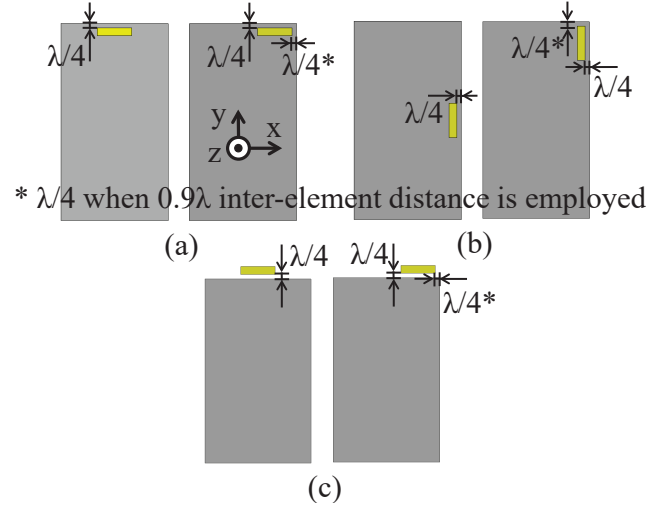 λ/4
λ/4
λ/4*
y
x
z
λ/4
λ/4*
λ/4
* λ/4 when 0.9λ inter-element distance is employed
(a)
(b)
λ/4
λ/4
λ/4*
(c)